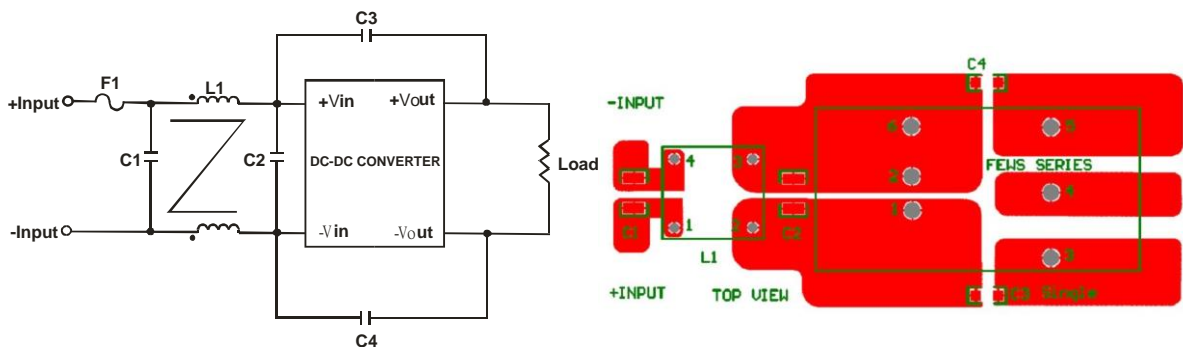 C3
F1
L1
+Input
+Vin
+Vout
C1
C2
DC-DC CONVERTER
Load
-Input
-Vin
-Vout
C4
C4
-INPUT
6
5
4
3
FEWS SERIES
2
4
1
C1
1
2
C2
L1
3
+INPUT
TOP VIEW
C3 Single